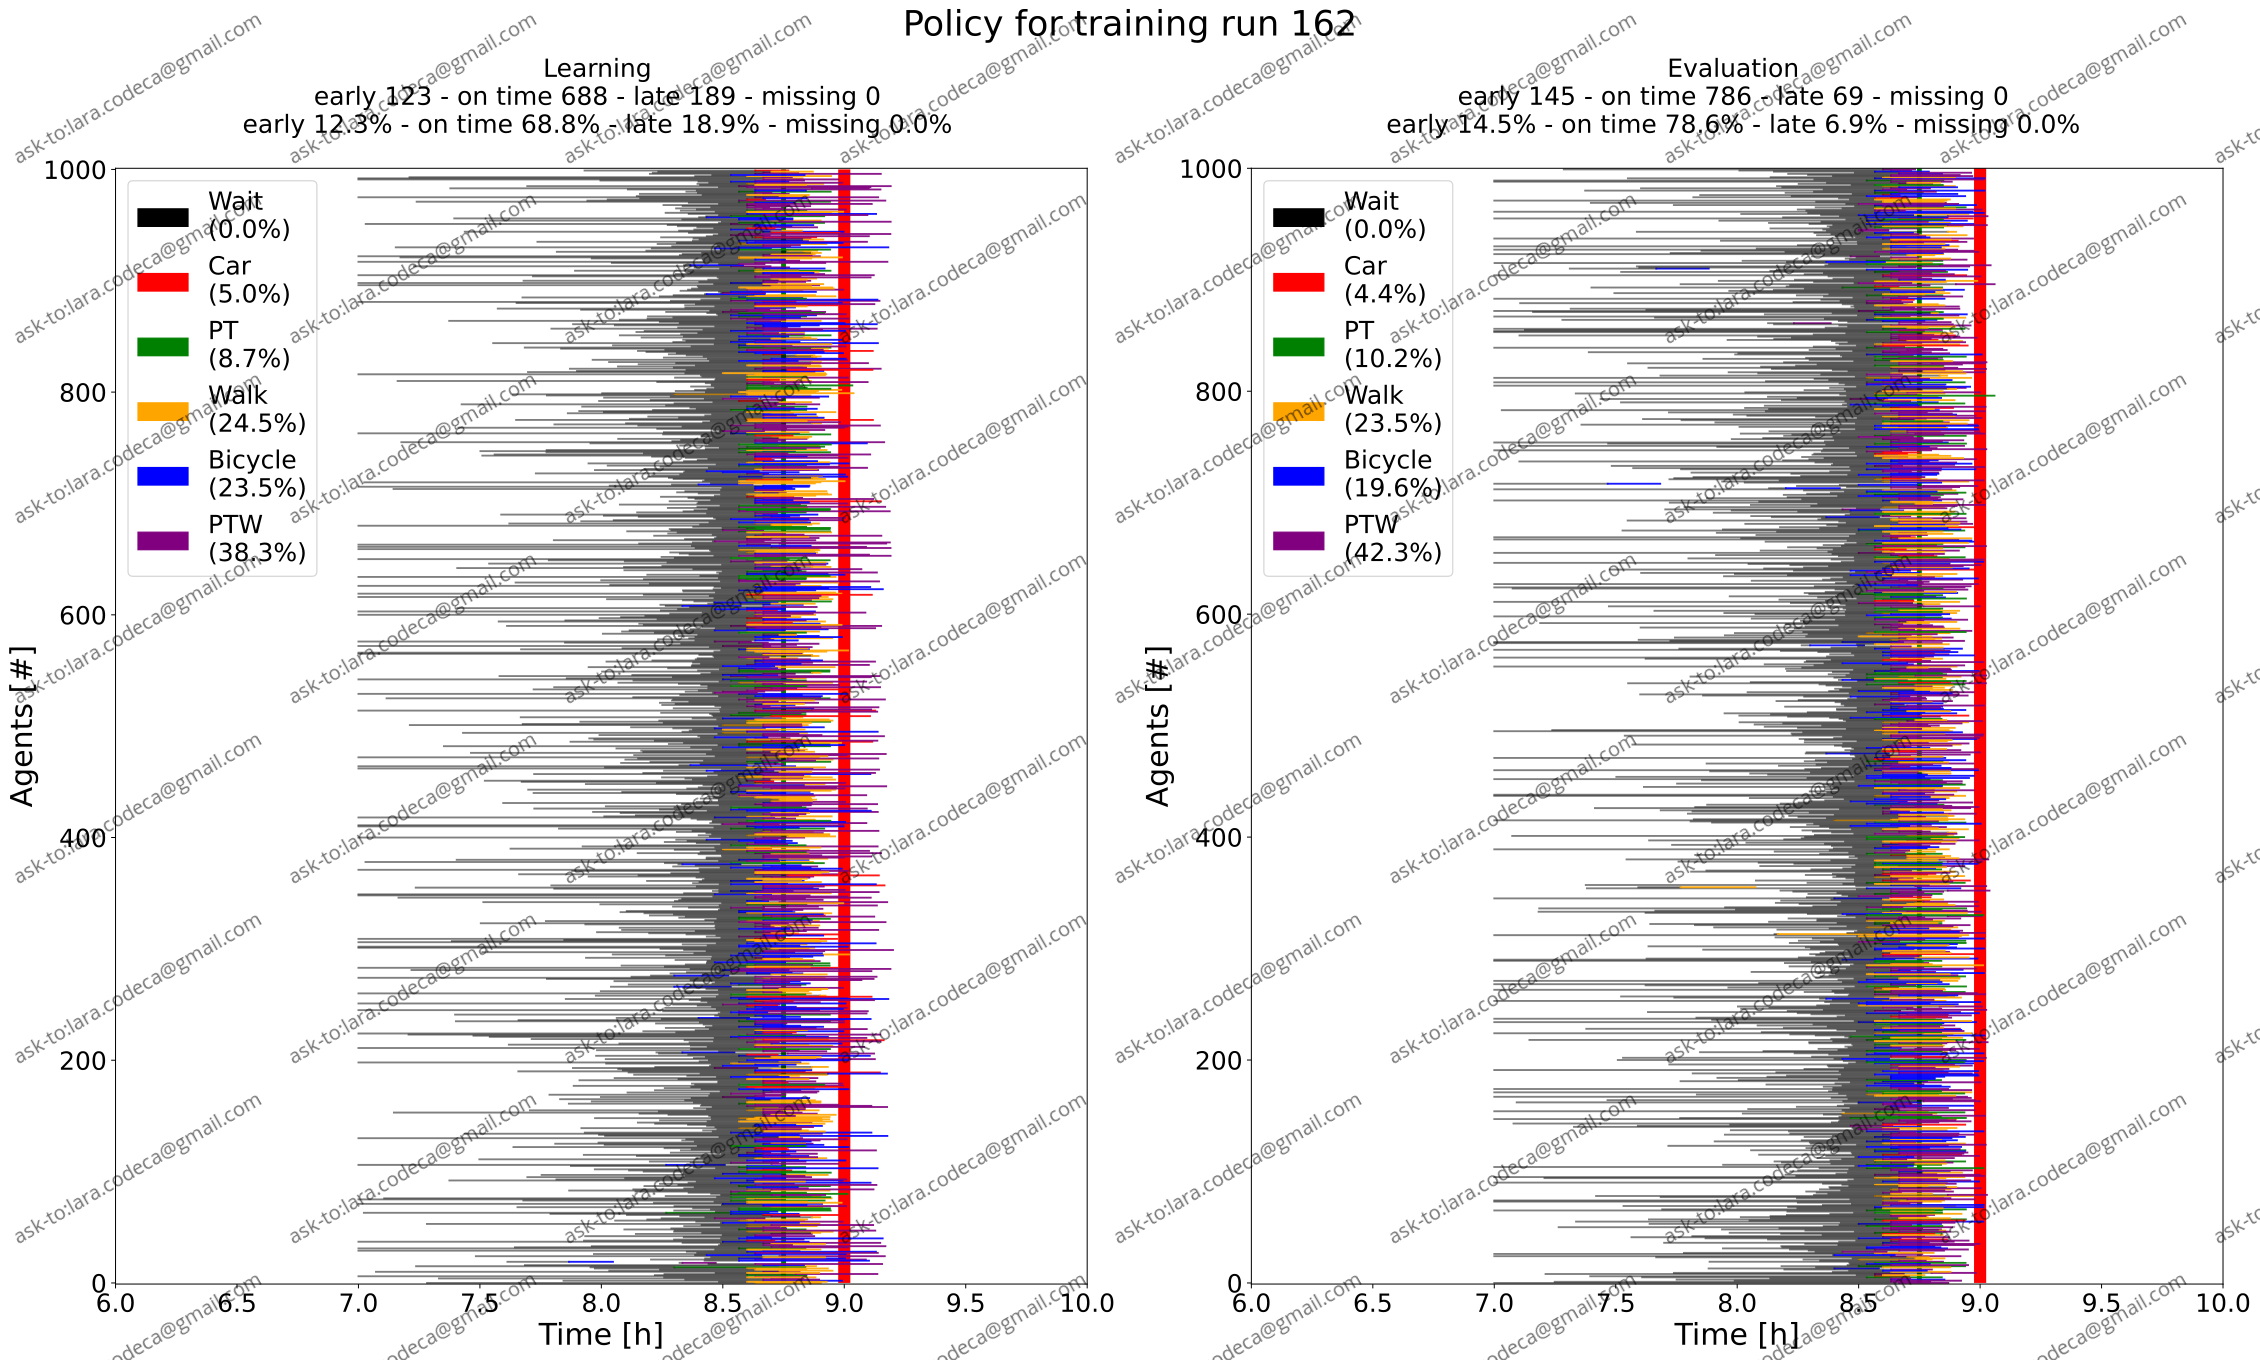 Policy for training run 162
Learning
early 123 - on time 688 - late 189 - missing 0
early 12.3% - on time 68.8% - late 18.9% - missing 0.0%
1000
800
600
400
200
0
Agents [#]
Wait
(0.0%)
Car
(5.0%)
PT
(8.7%)
Walk
(24.5%)
Bicycle
(23.5%)
PTW
(38.3%)
6.0 6.5 7.0 7.5 8.0 8.5 9.0 9.5 10.0
Time [h]
Evaluation
early 145 - on time 786 - late 69 - missing 0
early 14.5% - on time 78.6% - late 6.9% - missing 0.0%
1000
800
600
400
200
0
Agents [#]
Wait
(0.0%)
Car
(4.4%)
PT
(10.2%)
Walk
(23.5%)
Bicycle
(19.6%)
PTW
(42.3%)
6.0 6.5 7.0 7.5 8.0 8.5 9.0 9.5 10.0
Time [h]
ask-to:lara.codeca@gmail.com